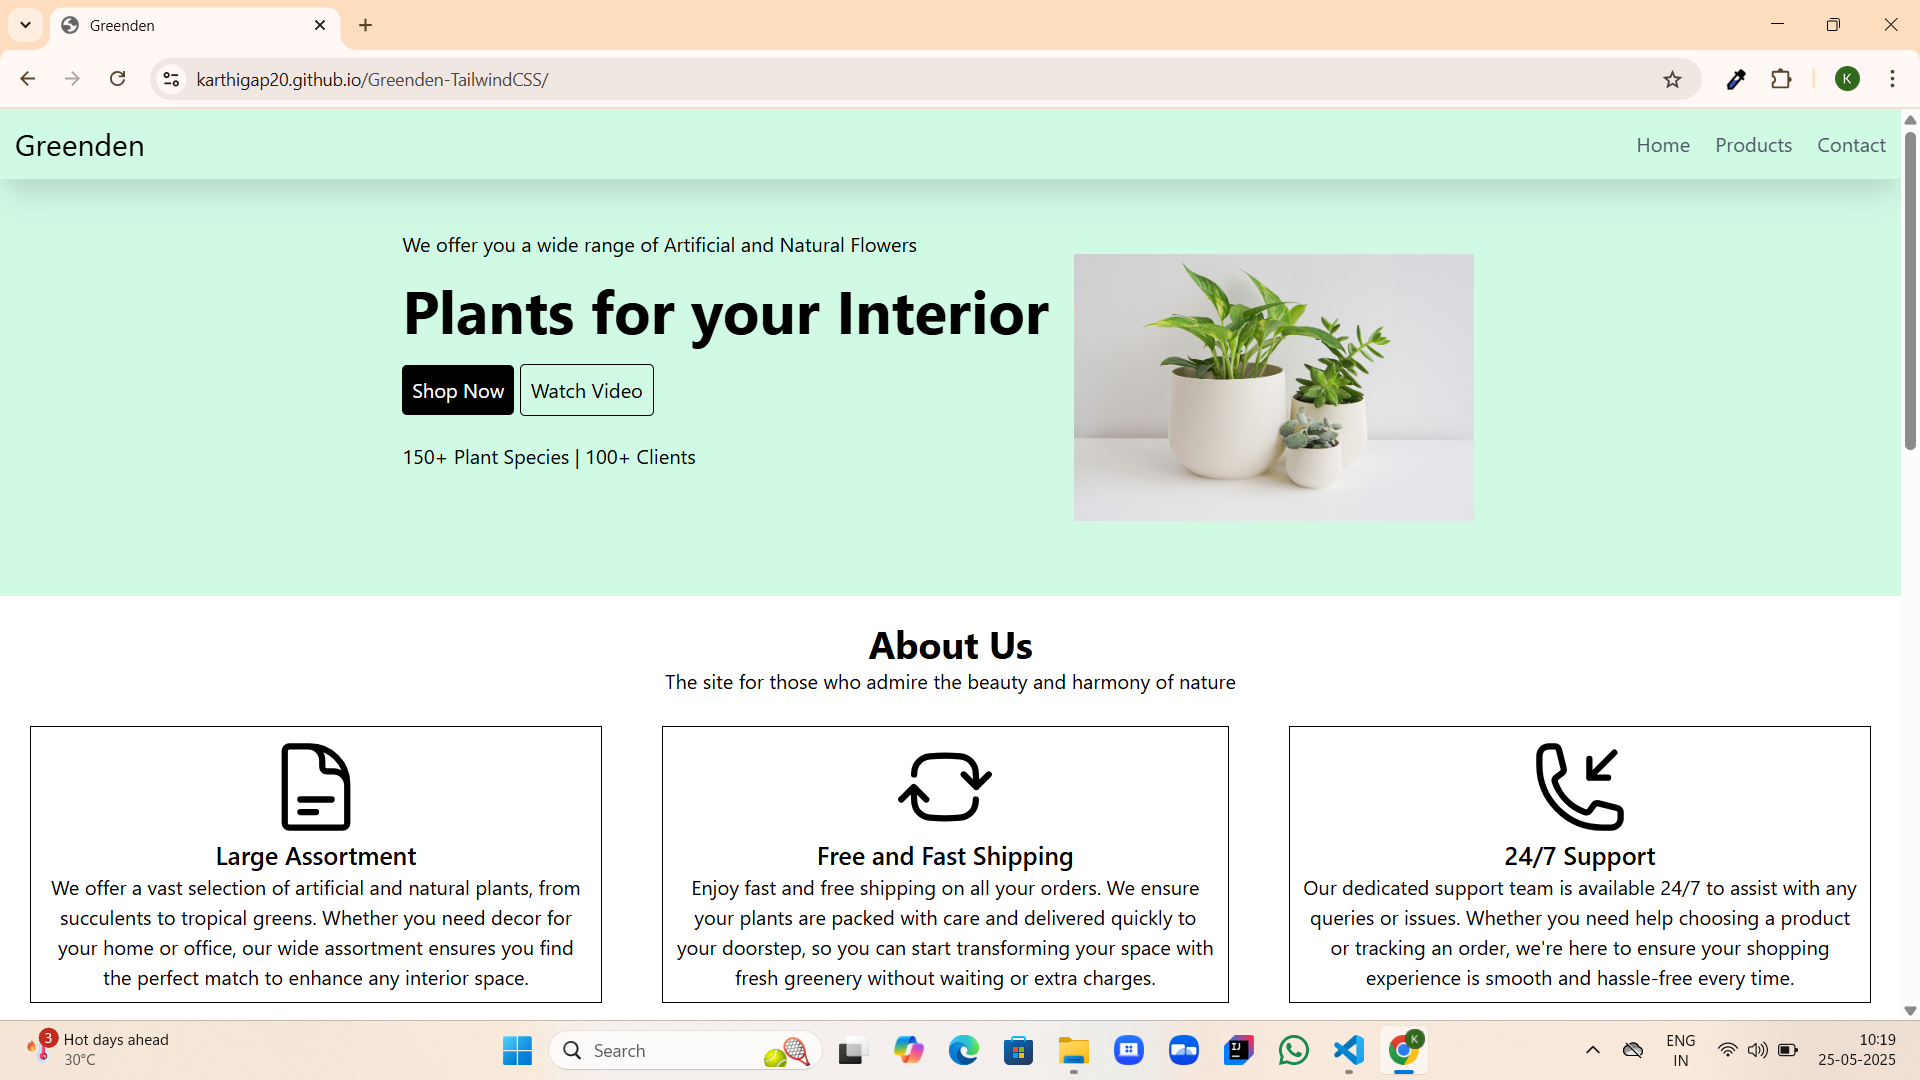 Greenden
karthigap20.github.io/Greenden-TailwindCSS/
K
Greenden
Home Products Contact
We offer you a wide range of Artificial and Natural Flowers
Plants for your Interior
Shop Now Watch Video
150+ Plant Species | 100+ Clients
About Us
The site for those who admire the beauty and harmony of nature
Large Assortment
We offer a vast selection of artificial and natural plants, from
succulents to tropical greens. Whether you need decor for
your home or office, our wide assortment ensures you find
the perfect match to enhance any interior space.
Free and Fast Shipping
Enjoy fast and free shipping on all your orders. We ensure
your plants are packed with care and delivered quickly to
your doorstep, so you can start transforming your space with
fresh greenery without waiting or extra charges.
24/7 Support
Our dedicated support team is available 24/7 to assist with any
queries or issues. Whether you need help choosing a product
or tracking an order, we're here to ensure your shopping
experience is smooth and hassle-free every time.
3
Hot days ahead
30°C
Search
IJ
K
ENG
IN
10:19
25-05-2025